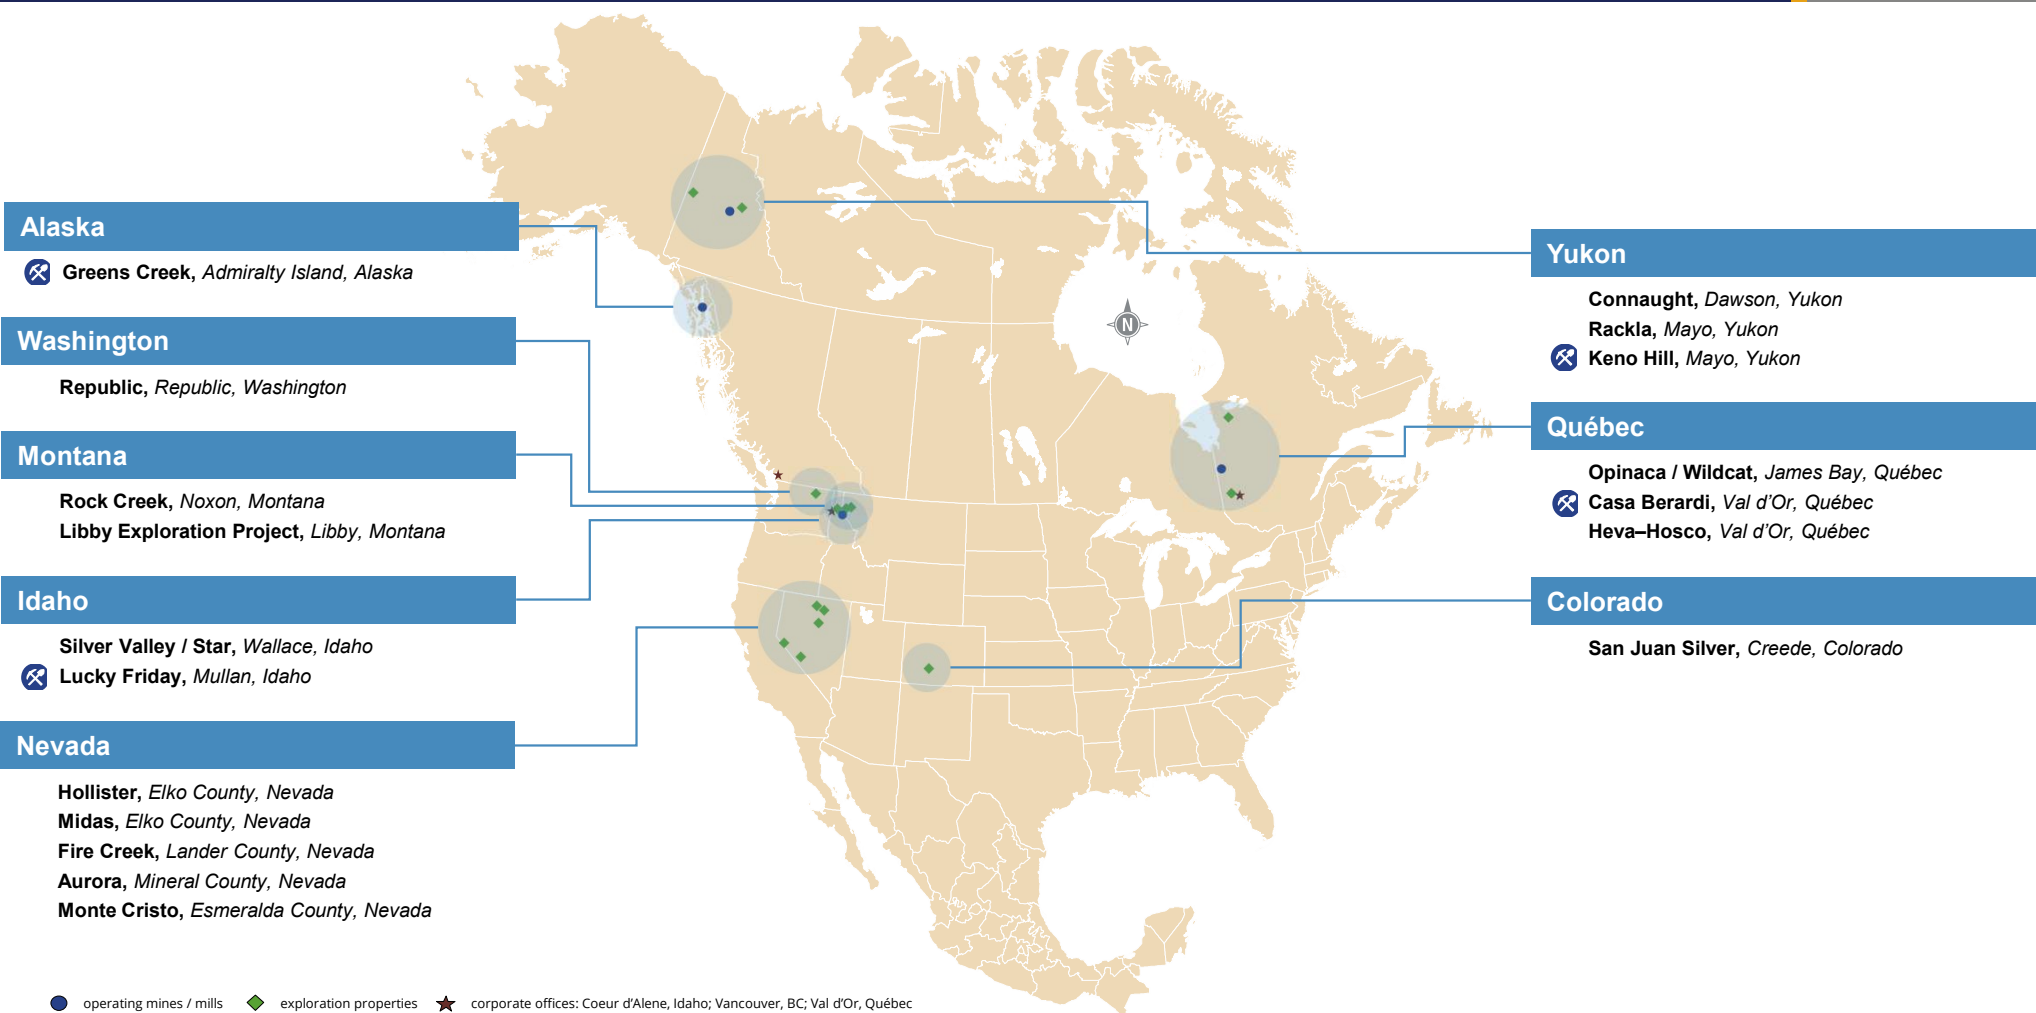 Alaska
Greens Creek, Admiralty Island, Alaska
Washington
Republic, Republic, Washington
Montana
Rock Creek, Noxon, Montana
Libby Exploration Project, Libby, Montana
Idaho
Silver Valley / Star, Wallace, Idaho
Lucky Friday, Mullan, Idaho
Nevada
Hollister, Elko County, Nevada
Midas, Elko County, Nevada
Fire Creek, Lander County, Nevada
Aurora, Mineral County, Nevada
Monte Cristo, Esmeralda County, Nevada
N
Yukon
Connaught, Dawson, Yukon
Rackla, Mayo, Yukon
Keno Hill, Mayo, Yukon
Québec
Opinaca / Wildcat, James Bay, Québec
Casa Berardi, Val d’Or, Québec
Heva–Hosco, Val d’Or, Québec
Colorado
San Juan Silver, Creede, Colorado
operating mines / mills exploration properties corporate offices: Coeur d’Alene, Idaho; Vancouver, BC; Val d’Or, Québec